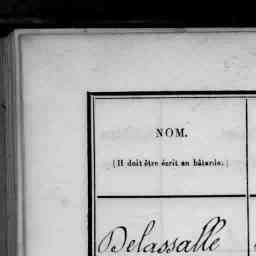 NOM.
(Il doit être écrit en bâtarde.)
Delassalle